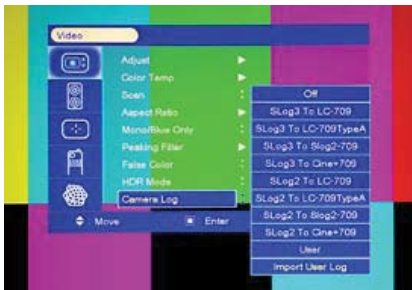 Video
Adjust
Color Temp
Scan
Aspect Ratio
Mono/Blue Only
Peaking Filter
False Color
HDR Mode
Camera Log
Move
Enter
Off
SLog3 To LC-709
SLog3 To LC-709TypeA
SLog3 To Slog2-709
SLog3 To Cine+709
SLog2 To LC-709
SLog2 To LC-709TypeA
SLog2 To Slog2-709
SLog2 To Cine+709
User
Import User Log